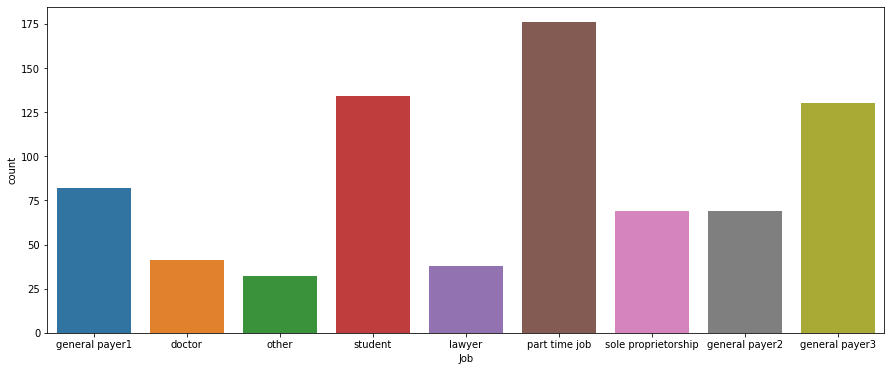 175
150
125
100
75
50
25
0
count
general payer1 doctor other student lawyer part time job sole proprietorship general payer2 general payer3
Job